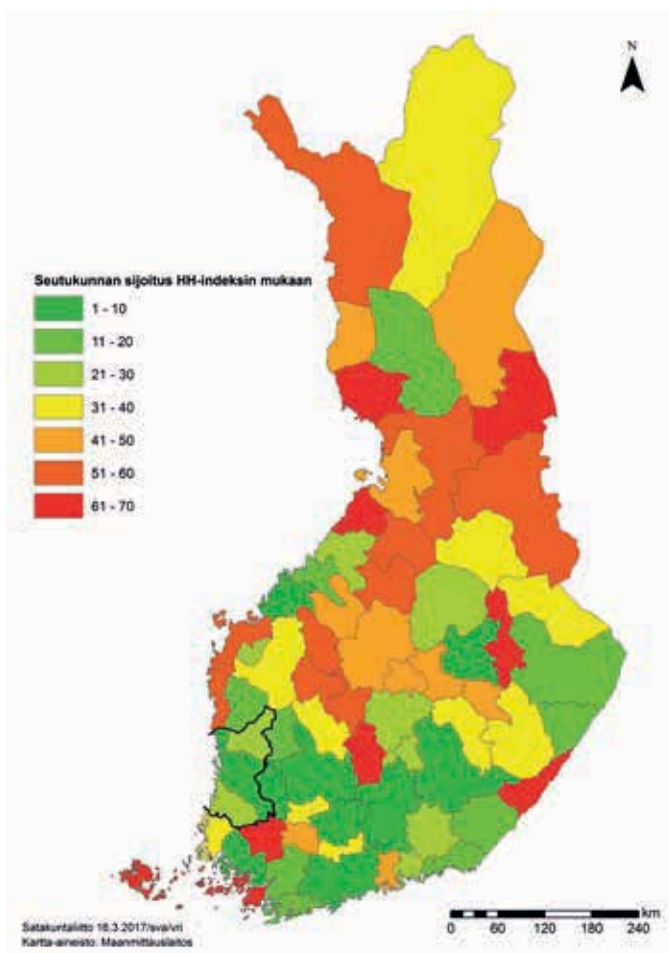 N
Seutukunnan sijoitus HH-indeksin mukaan
1 - 10
11 - 20
21 - 30
31 - 40
41 - 50
51 - 60
61 - 70
km
0 60 120 180 240
Satakuntaliitto 16.3.2017/sva/vri
Kartta-aineisto: Maanmittauslaitos